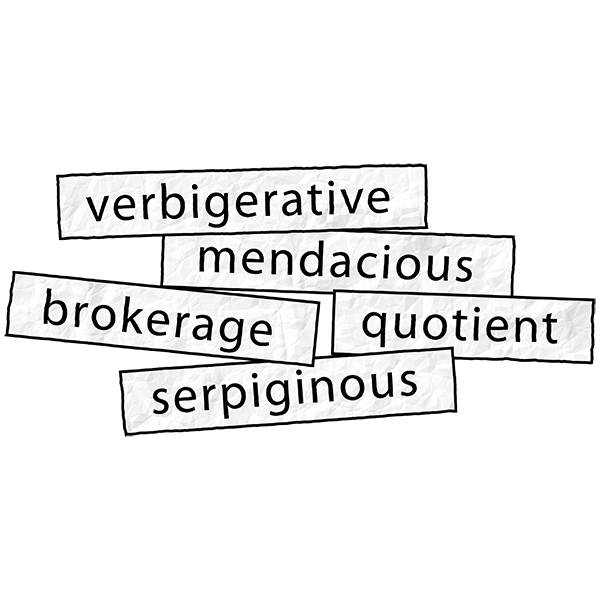 verbigerative
mendacious
brokerage quotient
serpiginous